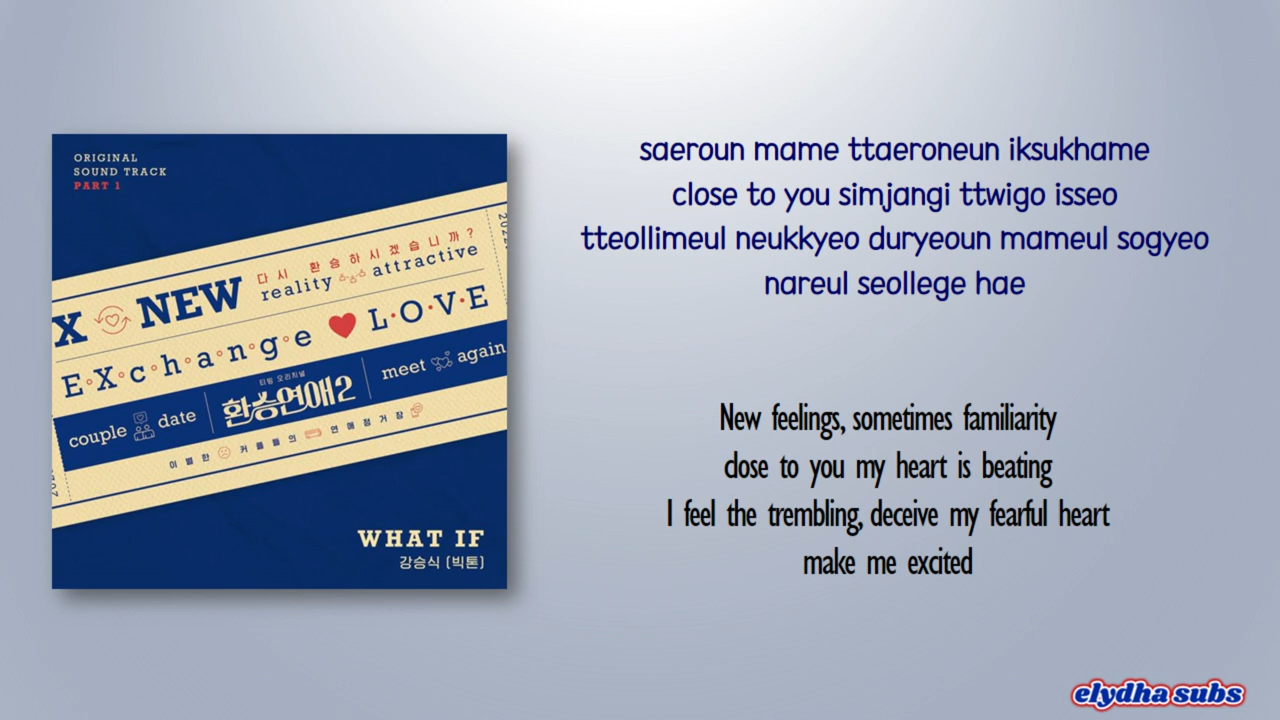 ORIGINAL
SOUND TRACK
PART 1
X NEW
다시 환승하시겠습니까?
reality attractive
EXchange LOVE
couple date
티빙 오리지널
환승연애2
meet again
이별한 커플들의 연애정거장
WHAT IF
강승식 (빅톤)
saeroun mame ttaeroneun iksukhame
close to you simjangi ttwigo isseo
tteollimeul neukkyeo duryeoun mameul sogyeo
nareul seollege hae
New feelings, sometimes familiarity
close to you my heart is beating
I feel the trembling, deceive my fearful heart
make me excited
elydha subs